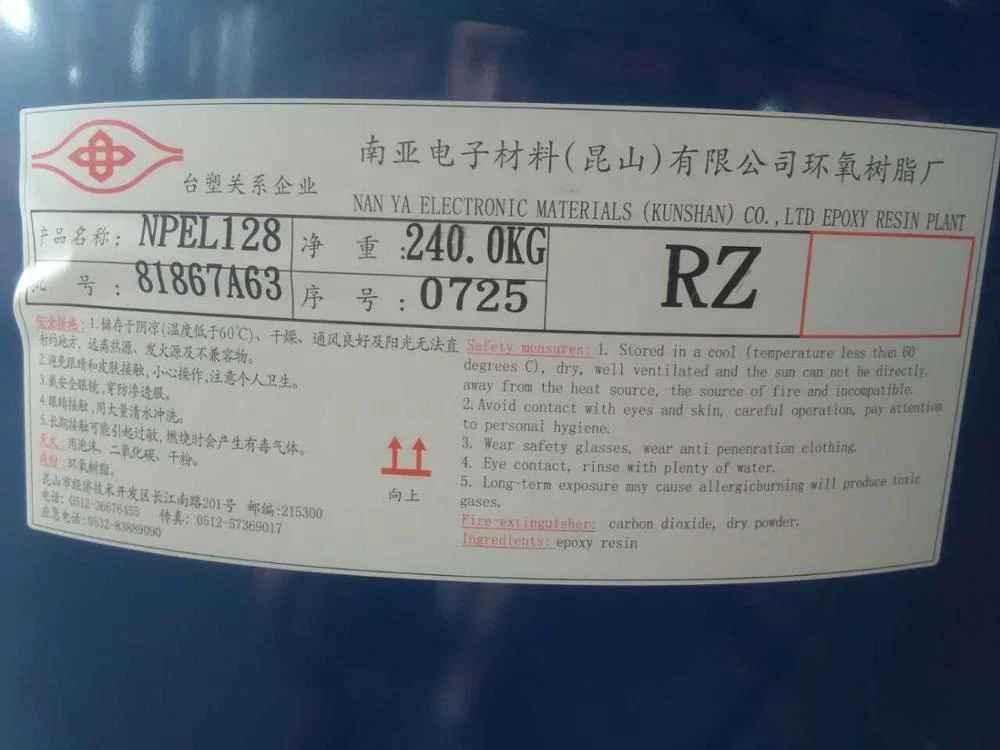 南亚电子材料(昆山)有限公司环氧树脂厂
台塑关系企业
NAN YA ELECTRONIC MATERIALS (KUNSHAN) CO.,LTD EPOXY RESIN PLANT
产品名称: NPEL128
净 重:240.0KG
RZ
批 号: 81867A63
序 号: 0725
安全措施:1.储存于阴凉(温度低于60℃)、干燥、通风良好及阳光无法直
射的地方,远离热源、发火源及不兼容物。
2.避免眼睛和皮肤接触,小心操作,注意个人卫生。
3.戴安全眼镜,穿防渗透服。
4.眼睛接触,用大量清水冲洗。
5.长期接触可能引起过敏,燃烧时会产生有毒气体。
灭火:用泡沫、二氧化碳、干粉。
成份:环氧树脂。
昆山市经济技术开发区长江南路201号 邮编:215300
电话:0512-36676455 传真:0512-57369017
应急电话:0532-83889090
向上
Safety measures: 1. Stored in a cool (temperature less than 60
degrees C), dry, well ventilated and the sun can not be directly,
away from the heat source, the source of fire and incompatible.
2. Avoid contact with eyes and skin, careful operation, pay attention
to personal hygiene.
3. Wear safety glasses, wear anti penenration clothing.
4. Eye contact, rinse with plenty of water.
5. Long-term exposure may cause allergicburning will produce toxic
gases.
Fire-extinguisher: carbon dioxide, dry powder.
Ingredients: epoxy resin